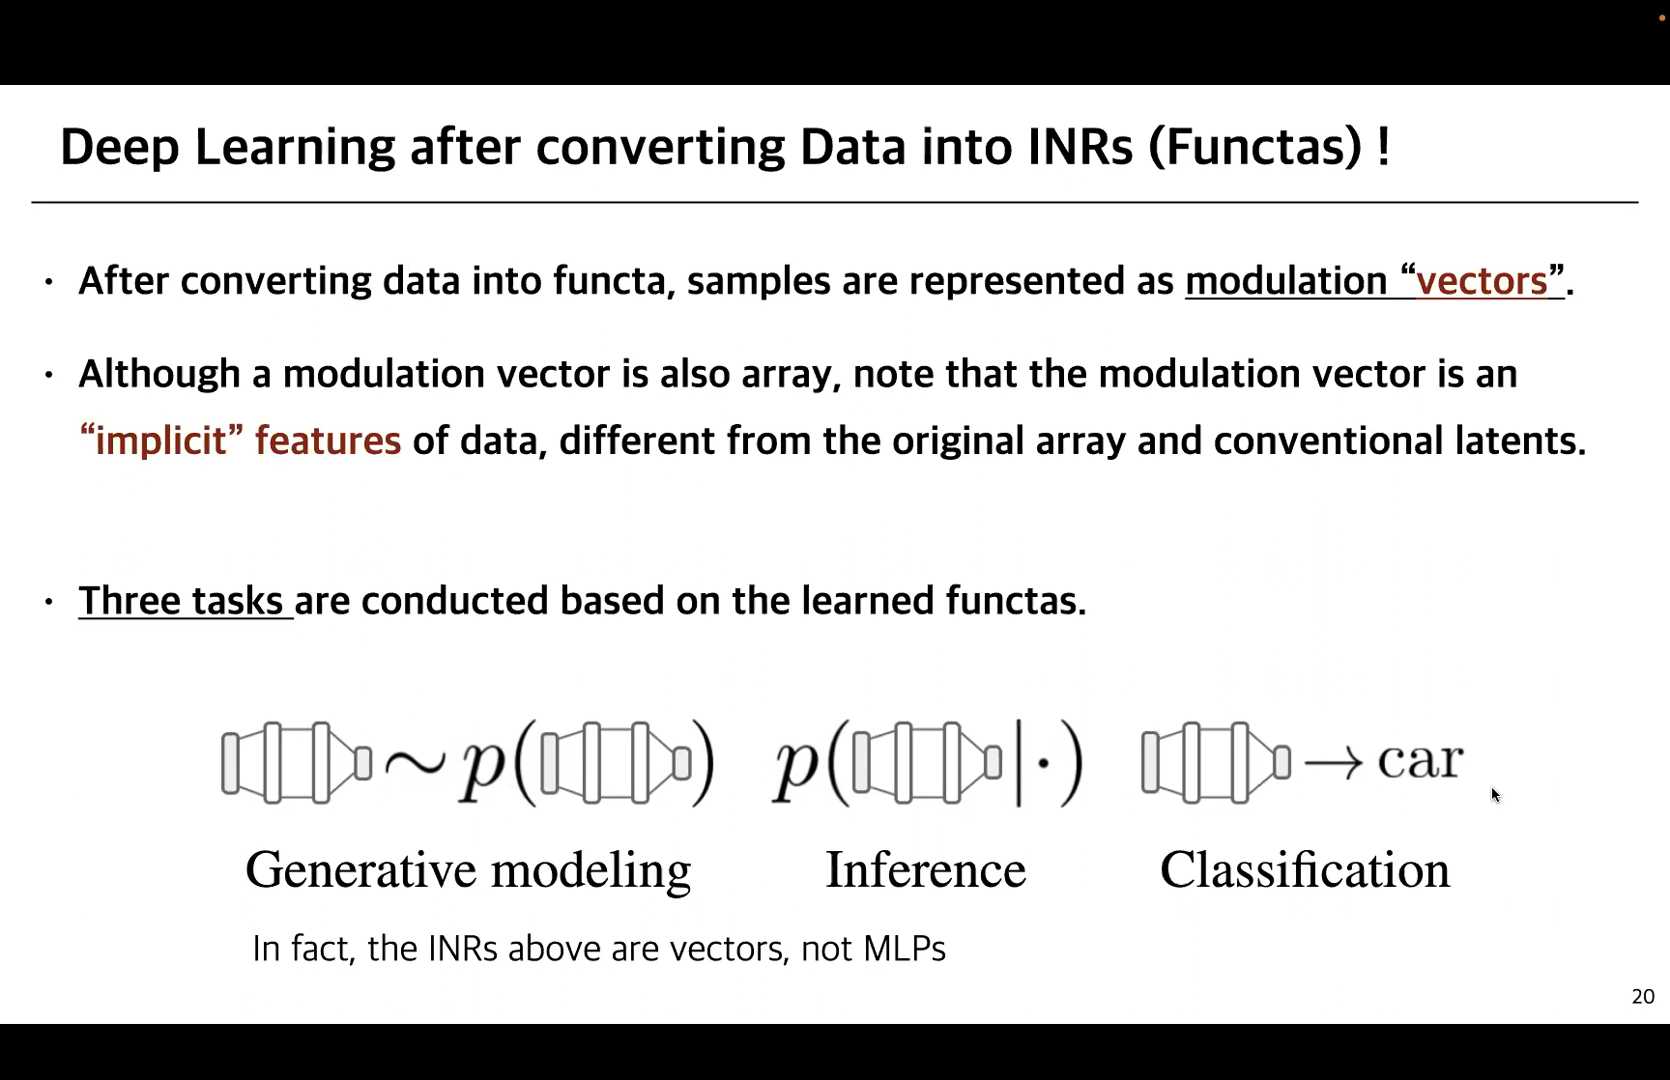 Deep Learning after converting Data into INRs (Functas) !
• After converting data into functa, samples are represented as modulation “vectors”.
• Although a modulation vector is also array, note that the modulation vector is an
“implicit” features of data, different from the original array and conventional latents.
• Three tasks are conducted based on the learned functas.
∼ p( ) p( | · ) → car
Generative modeling Inference Classification
In fact, the INRs above are vectors, not MLPs
20